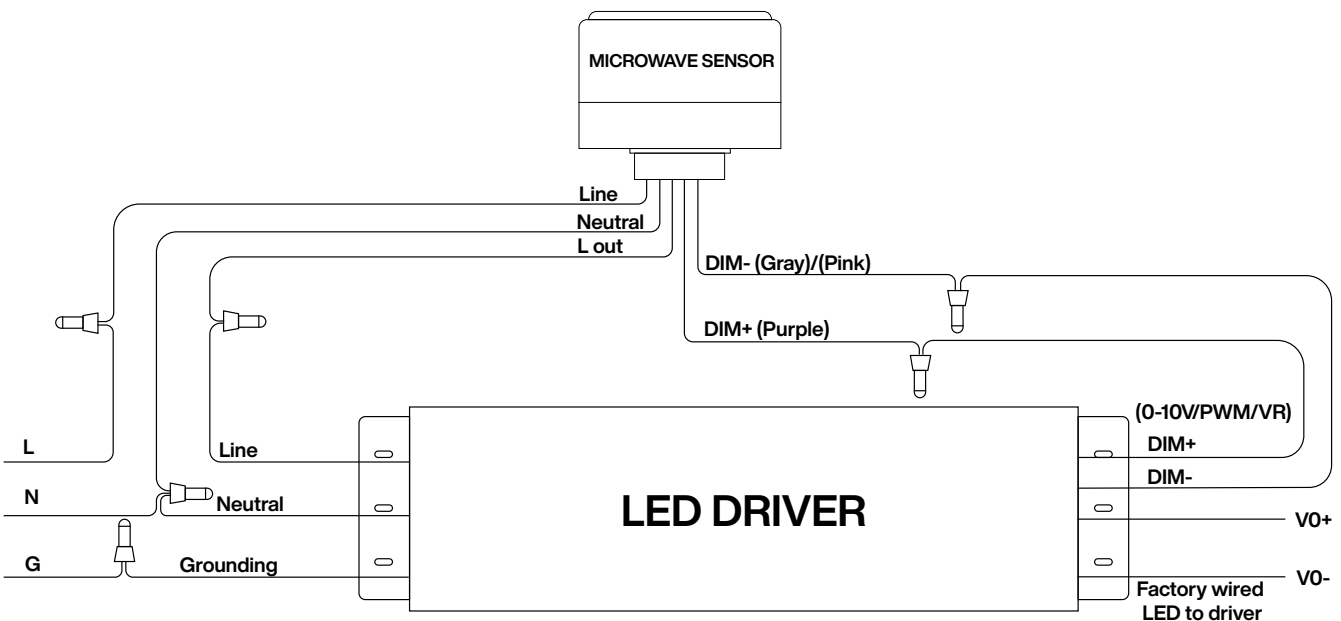 MICROWAVE SENSOR
Line
Neutral
L out
DIM- (Gray)/(Pink)
DIM+ (Purple)
(0-10V/PWM/VR)
L
Line
DIM+
DIM-
N
Neutral
LED DRIVER
V0+
G
Grounding
V0-
Factory wired
LED to driver